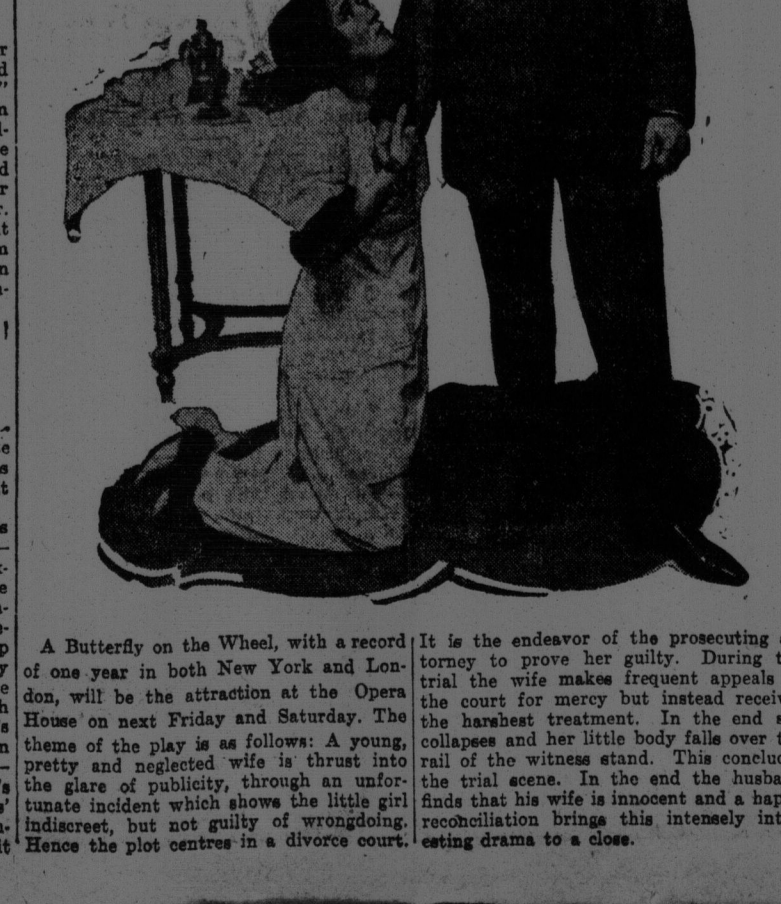 A Butterfly on the Wheel, with a record
of one year in both New York and Lon-
don, will be the attraction at the Opera
House on next Friday and Saturday. The
theme of the play is as follows: A young,
pretty and neglected wife is thrust into
the glare of publicity, through an unfor-
tunate incident which shows the little girl
indiscreet, but not guilty of wrongdoing.
Hence the plot centres in a divorce court.
It is the endeavor of the prosecuting
torney to prove her guilty. During
trial the wife makes frequent appeals
the court for mercy but instead
the harshest treatment. In the end
collapses and her little body falls over
rail of the witness stand. This
the trial scene. In the end the
finds that his wife is innocent and a
reconciliation brings this intensely
esting drama to a close.